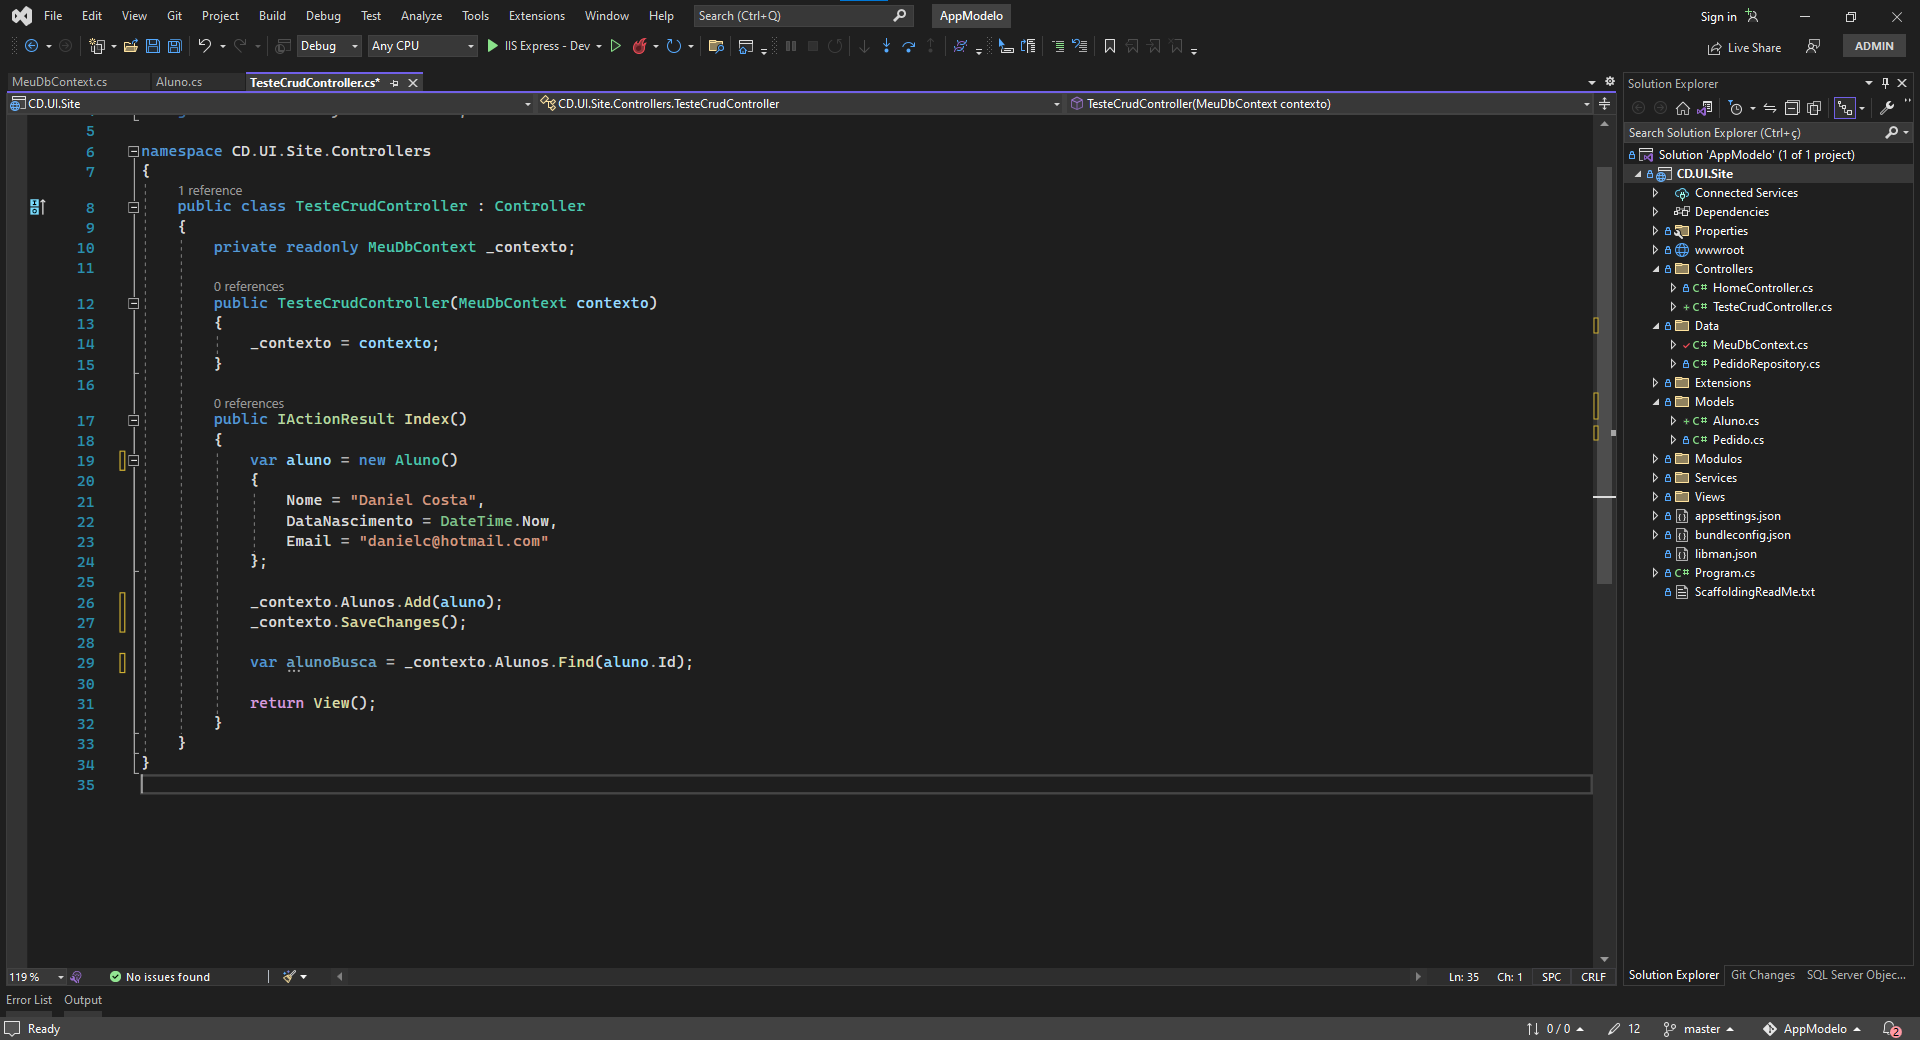 File Edit View Git Project Build Debug Test Analyze Tools Extensions Window Help Search (Ctrl+Q) AppModelo Sign in
Debug Any CPU IIS Express - Dev Live Share ADMIN
MeuDbContext.cs Aluno.cs TesteCrudController.cs*
CD.UI.Site CD.UI.Site.Controllers.TesteCrudController TesteCrudController(MeuDbContext contexto)
5
6 namespace CD.UI.Site.Controllers
7 {
1 reference
8 public class TesteCrudController : Controller
9 {
10 private readonly MeuDbContext _contexto;
11
0 references
12 public TesteCrudController(MeuDbContext contexto)
13 {
14 _contexto = contexto;
15 }
16
0 references
17 public IActionResult Index()
18 {
19 var aluno = new Aluno()
20 {
21 Nome = "Daniel Costa",
22 DataNascimento = DateTime.Now,
23 Email = "danielc@hotmail.com"
24 };
25
26 _contexto.Alunos.Add(aluno);
27 _contexto.SaveChanges();
28
29 var alunoBusca = _contexto.Alunos.Find(aluno.Id);
30
31 return View();
32 }
33 }
34 }
35
119 % No issues found Ln: 35 Ch: 1 SPC CRLF
Error List Output
Solution Explorer
Search Solution Explorer (Ctrl+ç)
Solution 'AppModelo' (1 of 1 project)
CD.UI.Site
Connected Services
Dependencies
Properties
wwwroot
Controllers
C# HomeController.cs
+ C# TesteCrudController.cs
Data
C# MeuDbContext.cs
C# PedidoRepository.cs
Extensions
Models
+ C# Aluno.cs
C# Pedido.cs
Modulos
Services
Views
appsettings.json
bundleconfig.json
libman.json
C# Program.cs
ScaffoldingReadMe.txt
Solution Explorer Git Changes SQL Server Objec...
Ready 0 / 0 12 master AppModelo 2